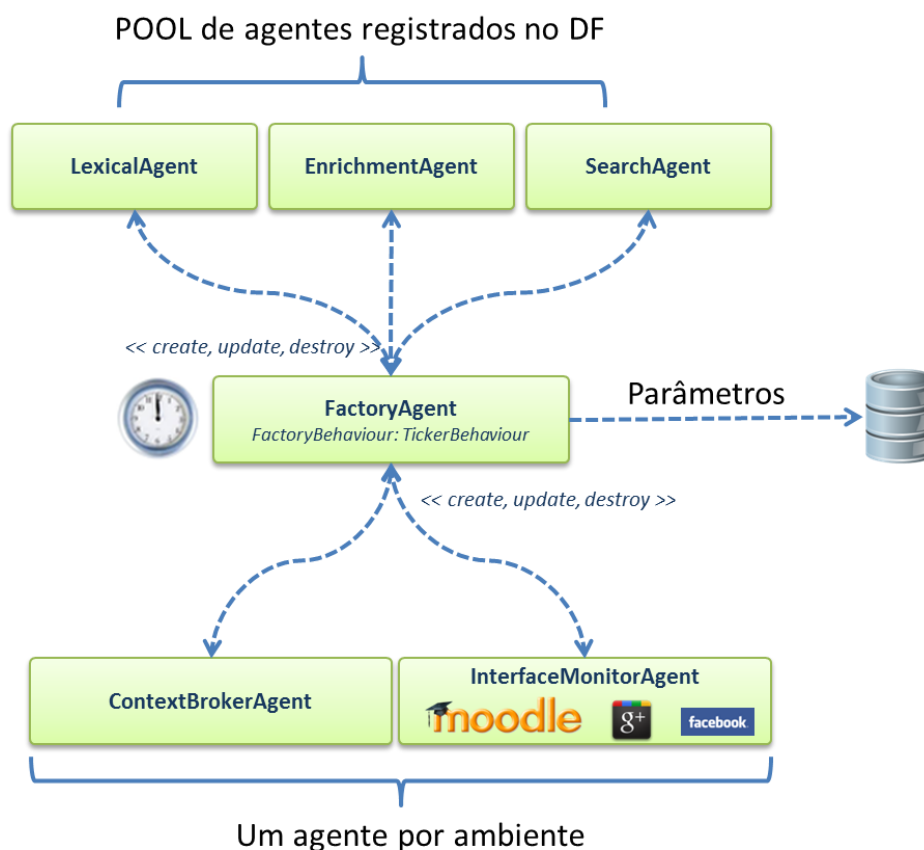 POOL de agentes registrados no DF
LexicalAgent
EnrichmentAgent
SearchAgent
<< create, update, destroy >>
FactoryAgent
FactoryBehaviour: TickerBehaviour
Parâmetros
<< create, update, destroy >>
ContextBrokerAgent
InterfaceMonitorAgent
moodle
g+
facebook
Um agente por ambiente